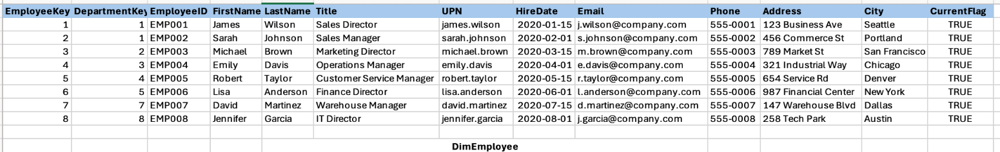 EmployeeKey DepartmentKey EmployeeID FirstName LastName Title UPN HireDate Email Phone Address City CurrentFlag
1 1 EMP001 James Wilson Sales Director james.wilson 2020-01-15 j.wilson@company.com 555-0001 123 Business Ave Seattle TRUE
2 1 EMP002 Sarah Johnson Sales Manager sarah.johnson 2020-02-01 s.johnson@company.com 555-0002 456 Commerce St Portland TRUE
3 2 EMP003 Michael Brown Marketing Director michael.brown 2020-03-15 m.brown@company.com 555-0003 789 Market St San Francisco TRUE
4 3 EMP004 Emily Davis Operations Manager emily.davis 2020-04-01 e.davis@company.com 555-0004 321 Industrial Way Chicago TRUE
5 4 EMP005 Robert Taylor Customer Service Manager robert.taylor 2020-05-15 r.taylor@company.com 555-0005 654 Service Rd Denver TRUE
6 5 EMP006 Lisa Anderson Finance Director lisa.anderson 2020-06-01 l.anderson@company.com 555-0006 987 Financial Center New York TRUE
7 7 EMP007 David Martinez Warehouse Manager david.martinez 2020-07-15 d.martinez@company.com 555-0007 147 Warehouse Blvd Dallas TRUE
8 8 EMP008 Jennifer Garcia IT Director jennifer.garcia 2020-08-01 j.garcia@company.com 555-0008 258 Tech Park Austin TRUE
DimEmployee